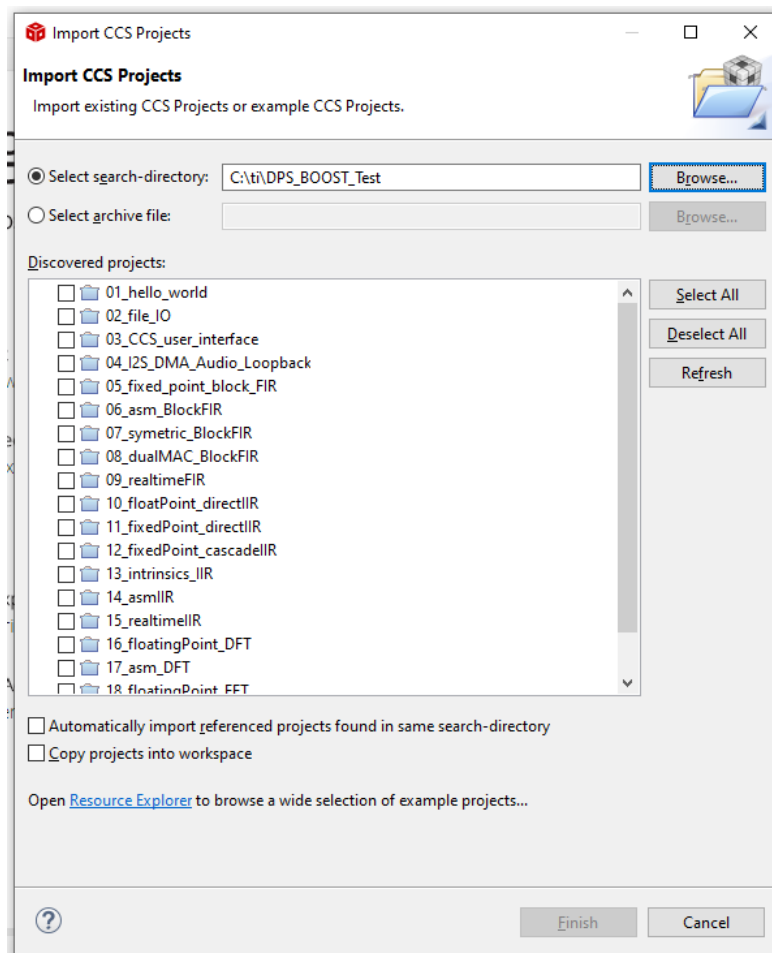 Import CCS Projects
Import CCS Projects
Import existing CCS Projects or example CCS Projects.
Select search-directory: C:\ti\DPS_BOOST_Test Browse...
Select archive file: Browse...
Discovered projects:
01_hello_world Select All
02_file_IO
03_CCS_user_interface Deselect All
04_I2S_DMA_Audio_Loopback
05_fixed_point_block_FIR Refresh
06_asm_BlockFIR
07_symetric_BlockFIR
08_dualMAC_BlockFIR
09_realtimeFIR
10_floatPoint_directIIR
11_fixedPoint_directIIR
12_fixedPoint_cascadeIIR
13_intrinsics_IIR
14_asmIIR
15_realtimeIIR
16_floatingPoint_DFT
17_asm_DFT
18_floatingPoint_FFT
Automatically import referenced projects found in same search-directory
Copy projects into workspace
Open Resource Explorer to browse a wide selection of example projects...
? Finish Cancel